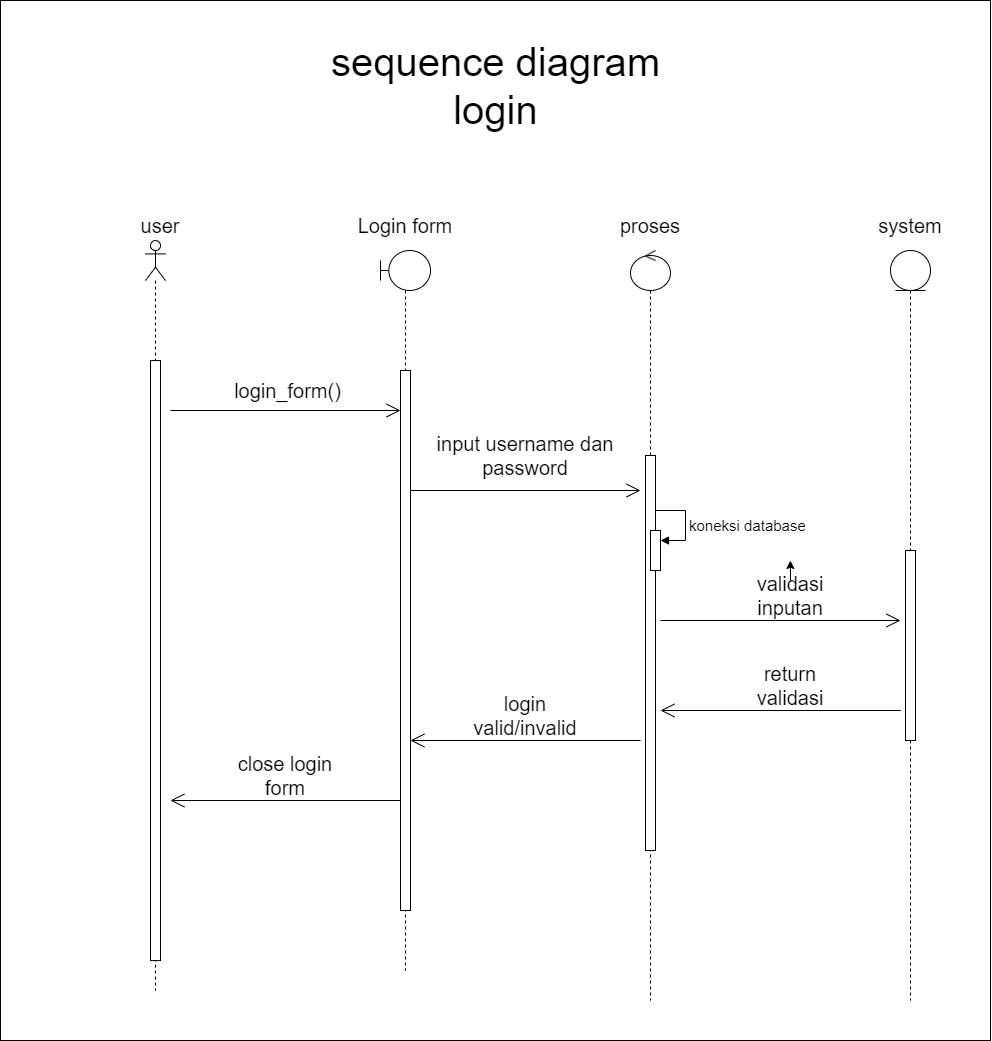 sequence diagram
login
user
Login form
proses
system
login_form()
input username dan
password
koneksi database
validasi
inputan
return
validasi
login
valid/invalid
close login
form